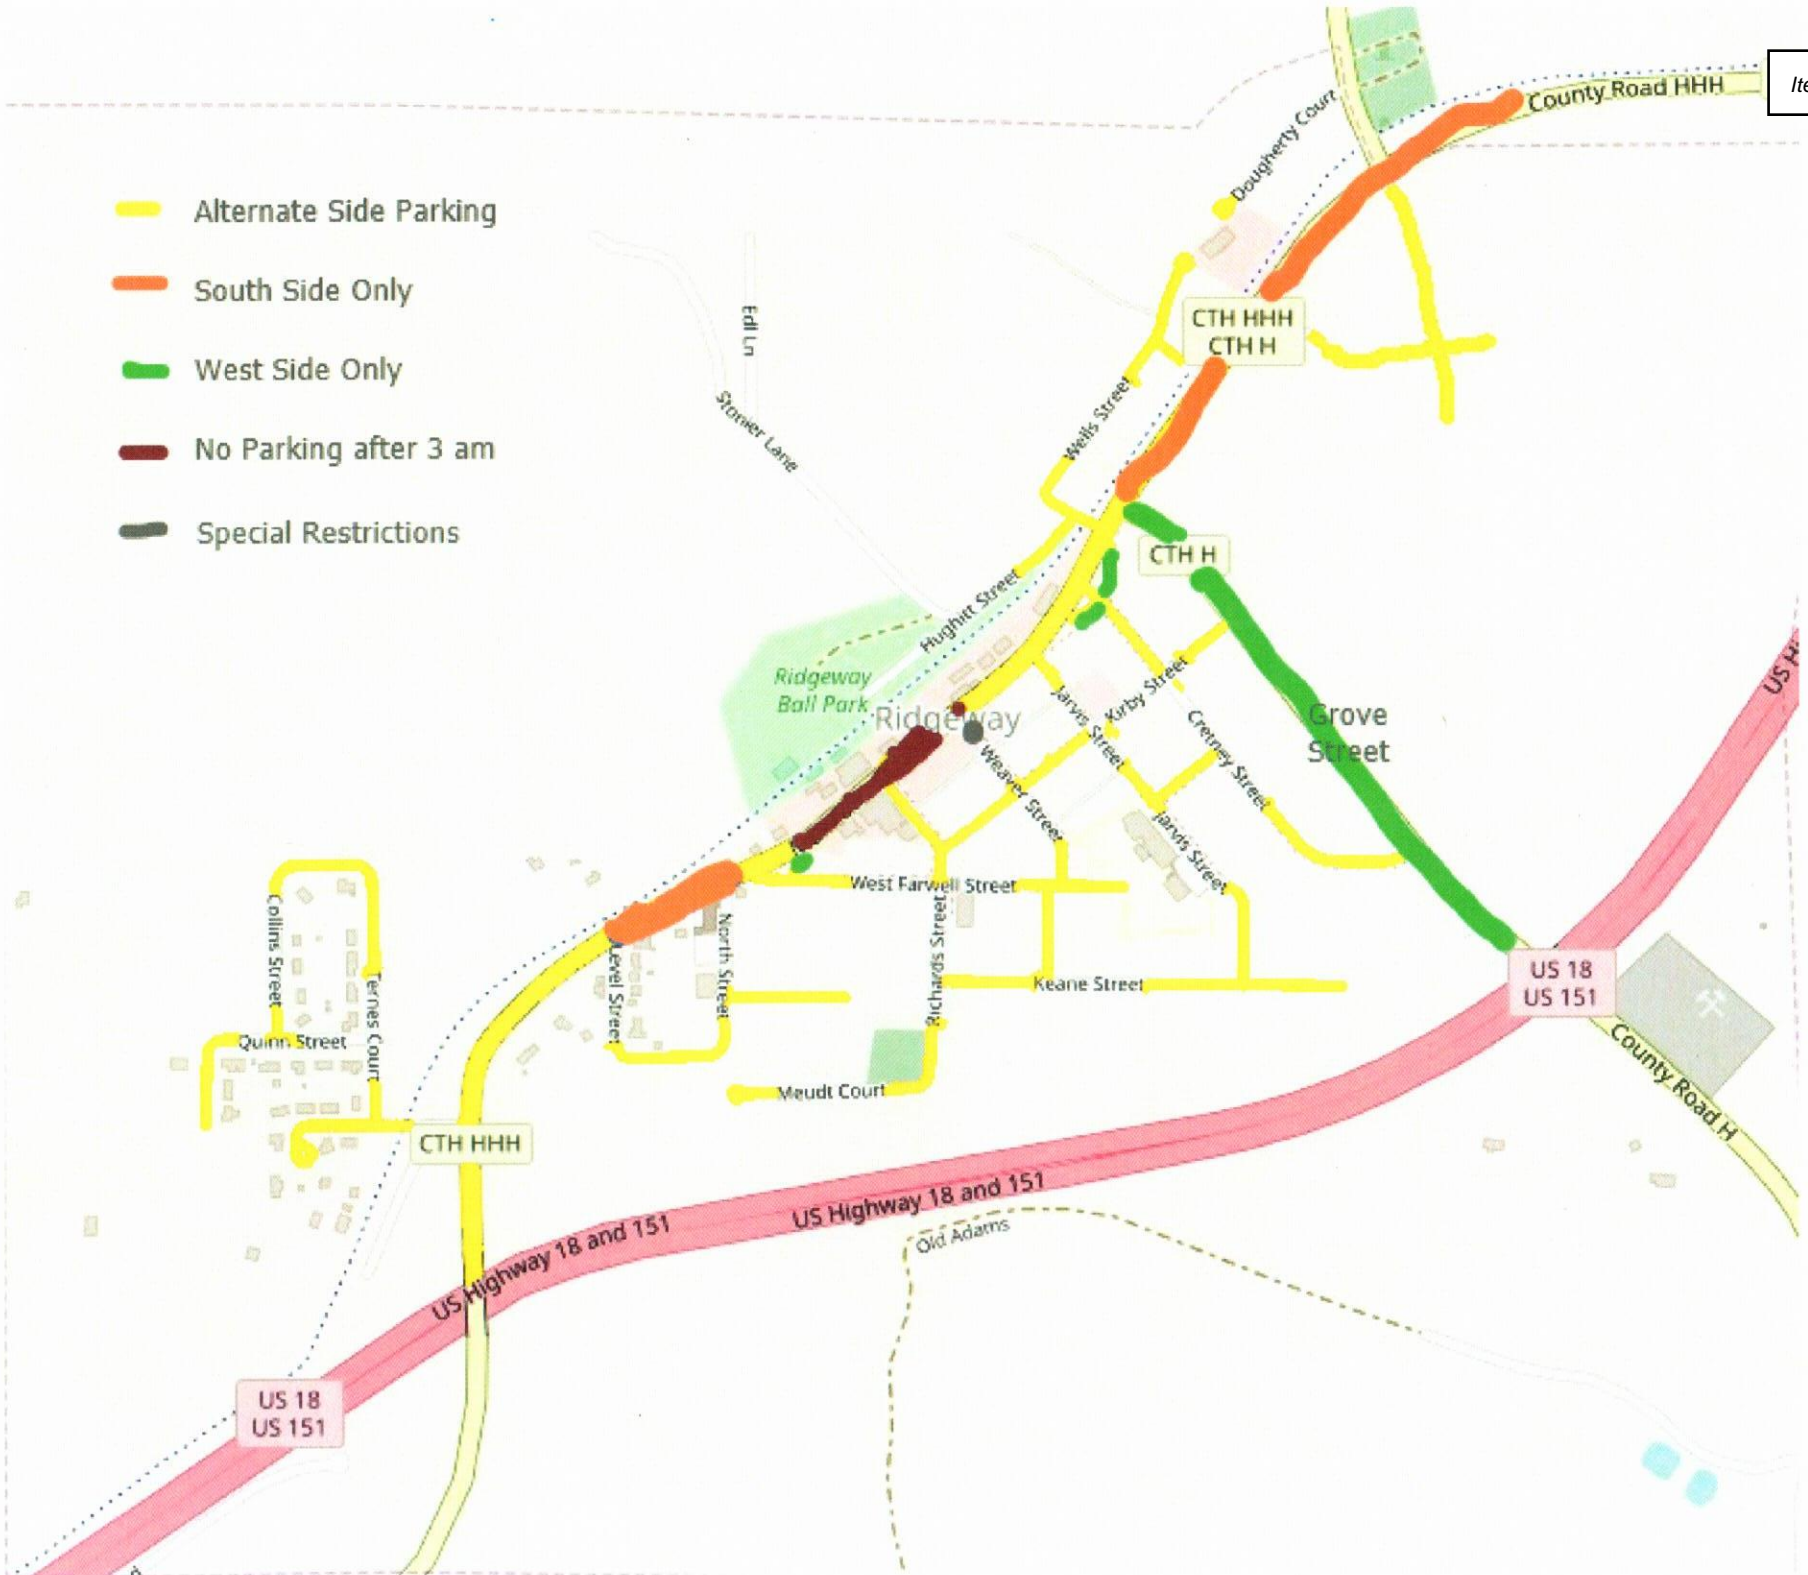 Ite
County Road HHH
Dougherty Court
Alternate Side Parking
South Side Only
West Side Only
No Parking after 3 am
Special Restrictions
Edl Ln
Stonier Lane
CTH HHH
CTH H
Wells Street
CTH H
Hughitt Street
Ridgeway
Ball Park
Ridgeway
Jarvis Street
Kirby Street
Cretney Street
Weaver Street
Jarvis Street
Grove
Street
US H
West Farwell Street
Collins Street
Ternes Court
Quinn Street
Level Street
North Street
Richards Street
Keane Street
Meudt Court
US 18
US 151
County Road H
CTH HHH
US Highway 18 and 151
US Highway 18 and 151
Old Adams
US 18
US 151